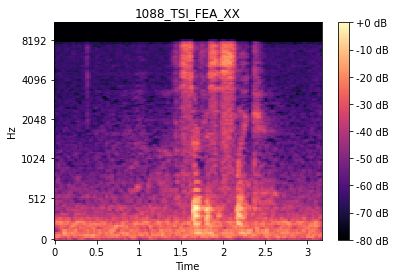 1088_TSI_FEA_XX
+0 dB
8192
-10 dB
4096
-20 dB
-30 dB
2048
Hz
-40 dB
1024
-50 dB
512
-60 dB
-70 dB
0
-80 dB
0 0.5 1 1.5 2 2.5 3
Time